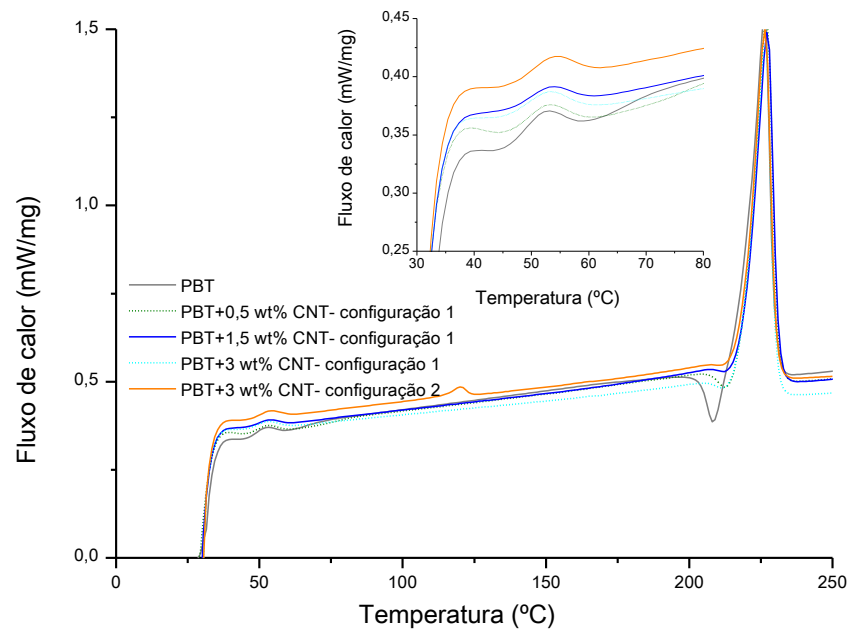 1,5
1,0
0,5
0,0
0
50
100
150
200
250
Fluxo de calor (mW/mg)
Temperatura (ºC)
PBT
PBT+0,5 wt% CNT- configuração 1
PBT+1,5 wt% CNT- configuração 1
PBT+3 wt% CNT- configuração 1
PBT+3 wt% CNT- configuração 2
0,45
0,40
0,35
0,30
0,25
30
40
50
60
70
80
Fluxo de calor (mW/mg)
Temperatura (ºC)